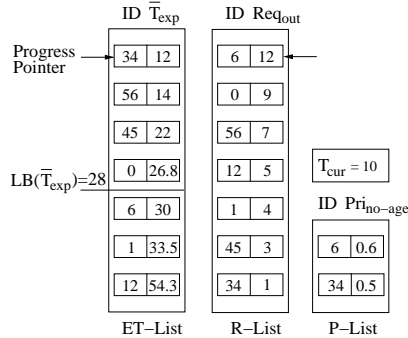 ID T̅exp ID Reqout
Progress Pointer 34 12 6 12
56 14 0 9
45 22 56 7
0 26.8 12 5 Tcur = 10
LB(T̅exp)=28
6 30 1 4 ID Prino−age
1 33.5 45 3 6 0.6
12 54.3 34 1 34 0.5
ET−List R−List P−List